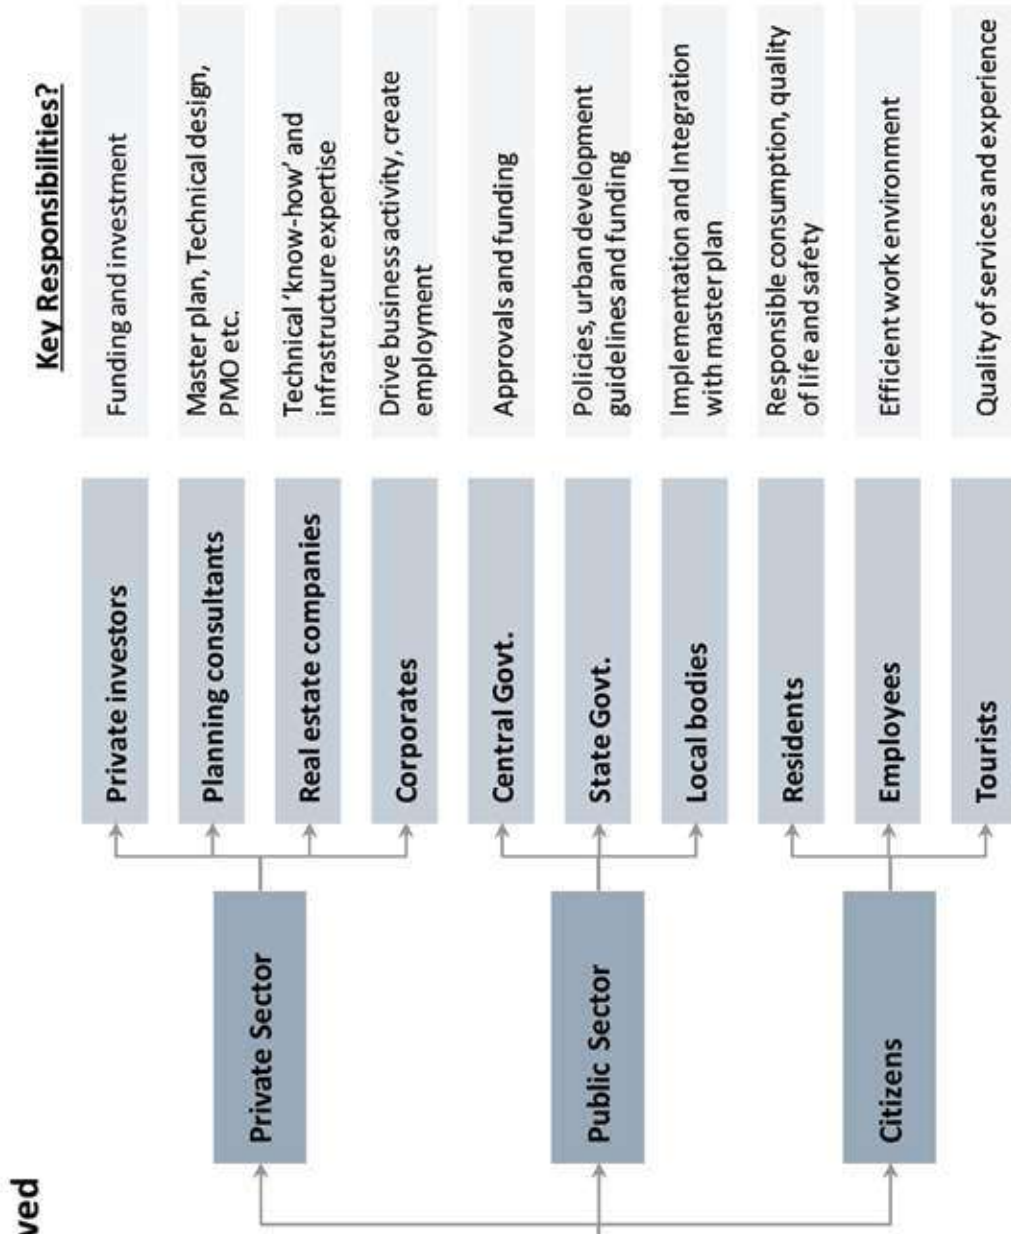 ved
Key Responsibilities?
Private Sector
Private investors
Funding and investment
Planning consultants
Master plan, Technical design,
PMO etc.
Real estate companies
Technical ‘know-how’ and
infrastructure expertise
Corporates
Drive business activity, create
employment
Public Sector
Central Govt.
Approvals and funding
State Govt.
Policies, urban development
guidelines and funding
Local bodies
Implementation and Integration
with master plan
Citizens
Residents
Responsible consumption, quality
of life and safety
Employees
Efficient work environment
Tourists
Quality of services and experience